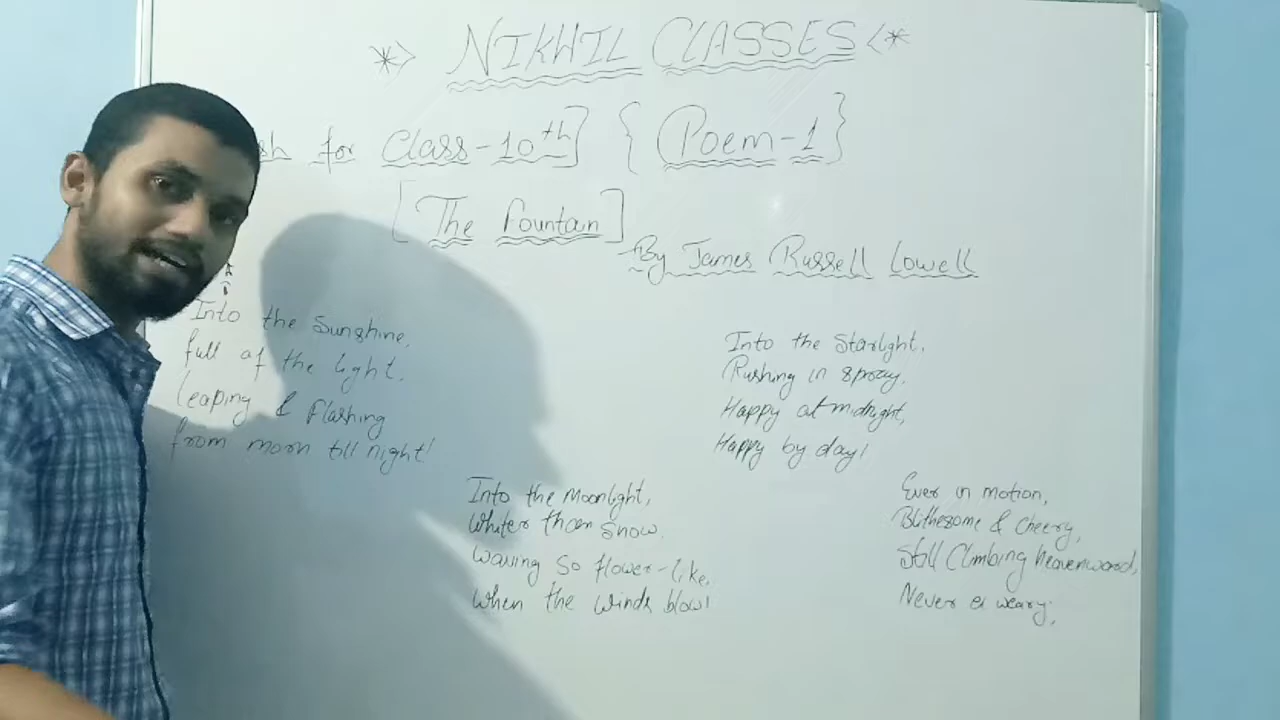 *> NIKHIL CLASSES <*
sh for Class-10th] { (Poem-1 }
[The Fountain]
By James Russell Lowell
Into the Sunshine,
full of the light,
leaping & flashing
from morn till night!
Into the Moonlight,
Whiter than Snow,
waving So flower-like,
when the Winds blow!
Into the Starlight,
Rushing in spray,
Happy at midnight,
Happy by day!
Ever in motion,
Blithesome & Cheery,
Still Climbing heavenward,
Never a weary;